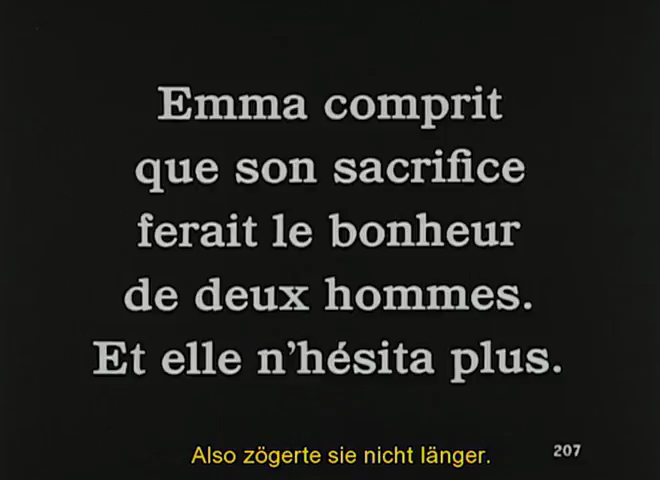 Emma comprit
que son sacrifice
ferait le bonheur
de deux hommes.
Et elle n'hésita plus.
Also zögerte sie nicht länger.
207